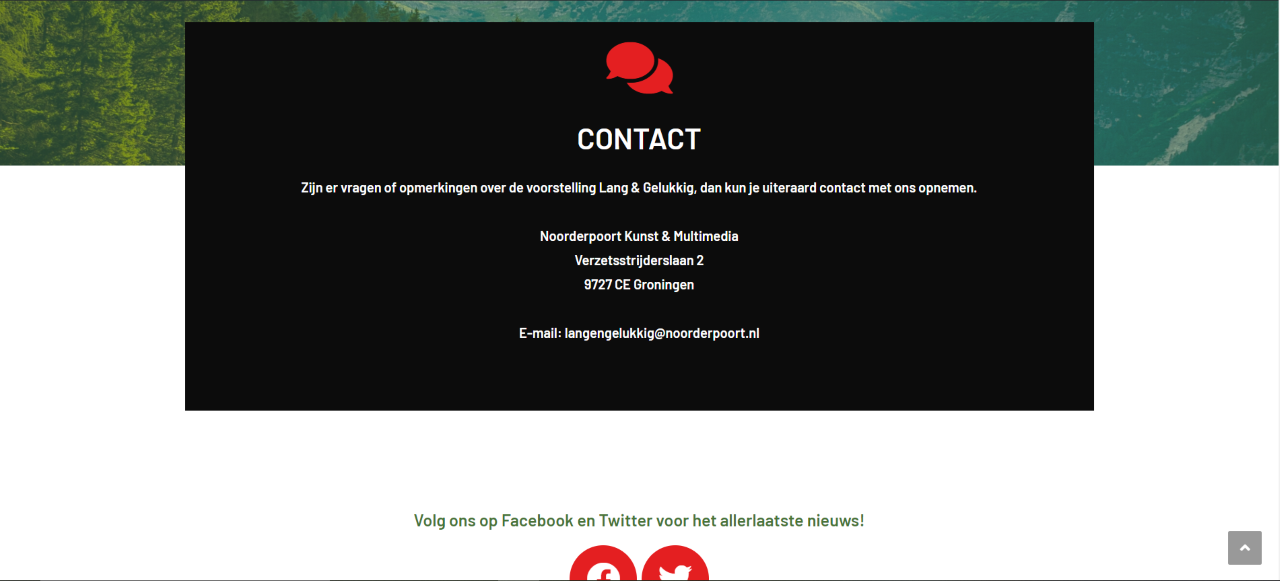 CONTACT
Zijn er vragen of opmerkingen over de voorstelling Lang & Gelukkig, dan kun je uiteraard contact met ons opnemen.
Noorderpoort Kunst & Multimedia
Verzetsstrijderslaan 2
9727 CE Groningen
E-mail: langengelukkig@noorderpoort.nl
Volg ons op Facebook en Twitter voor het allerlaatste nieuws!